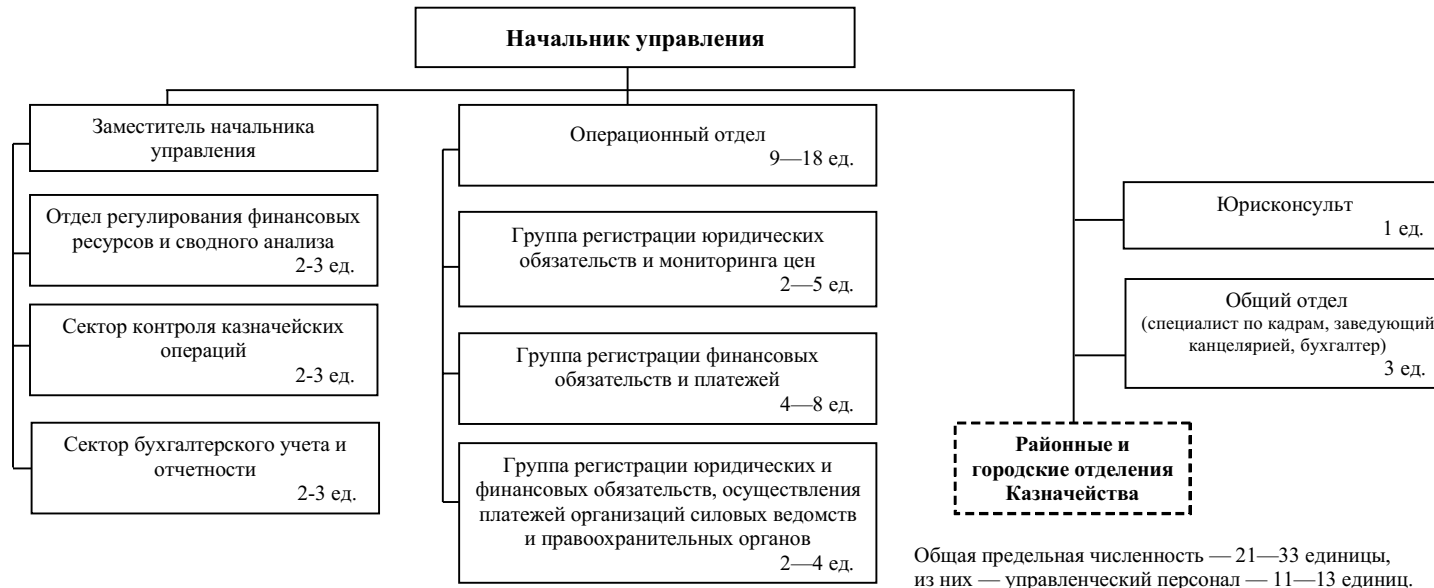 Начальник управления
Заместитель начальника
управления
Отдел регулирования финансовых
ресурсов и сводного анализа
2-3 ед.
Сектор контроля казначейских
операций
2-3 ед.
Сектор бухгалтерского учета и
отчетности
2-3 ед.
Операционный отдел
9—18 ед.
Группа регистрации юридических
обязательств и мониторинга цен
2—5 ед.
Группа регистрации финансовых
обязательств и платежей
4—8 ед.
Группа регистрации юридических и
финансовых обязательств, осуществления
платежей организаций силовых ведомств
и правоохранительных органов
2—4 ед.
Юрисконсульт
1 ед.
Общий отдел
(специалист по кадрам, заведующий
канцелярией, бухгалтер)
3 ед.
Районные и
городские отделения
Казначейства
Общая предельная численность — 21—33 единицы,
из них — управленческий персонал — 11—13 единиц.